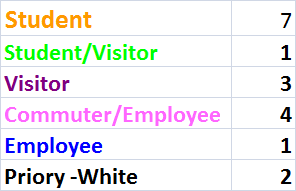 Student 7
Student/Visitor 1
Visitor 3
Commuter/Employee 4
Employee 1
Priory -White 2